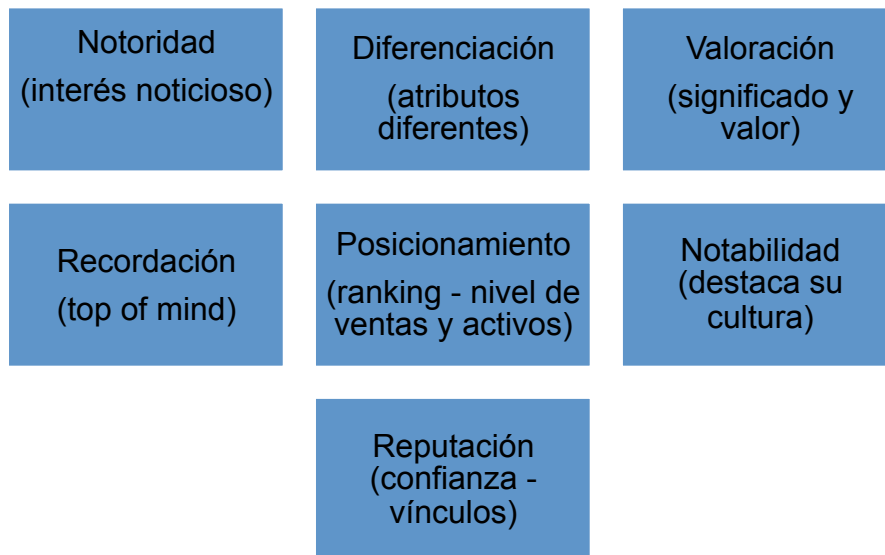 Notoridad
(interés noticioso)
Diferenciación
(atributos
diferentes)
Valoración
(significado y
valor)
Recordación
(top of mind)
Posicionamiento
(ranking - nivel de
ventas y activos)
Notabilidad
(destaca su
cultura)
Reputación
(confianza -
vínculos)